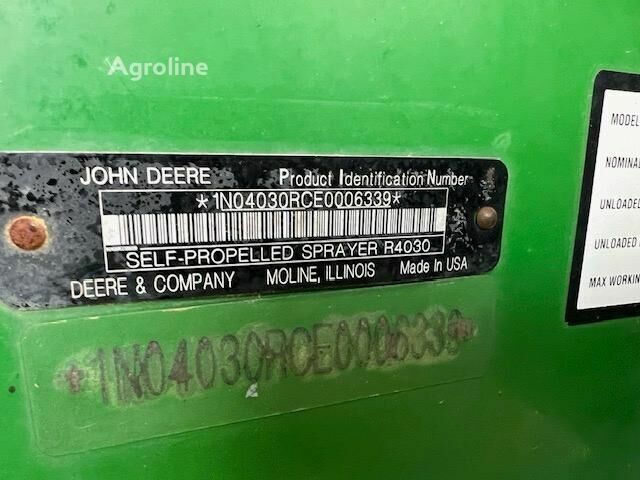 Agroline
JOHN DEERE Product Identification Number
*1N04030RCE0006339*
SELF-PROPELLED SPRAYER R4030
DEERE & COMPANY MOLINE, ILLINOIS Made In USA
*1N04030RCE0006339*
MODEL
NOMINAL
UNLOADED
UNLOADED
MAX WORKIN